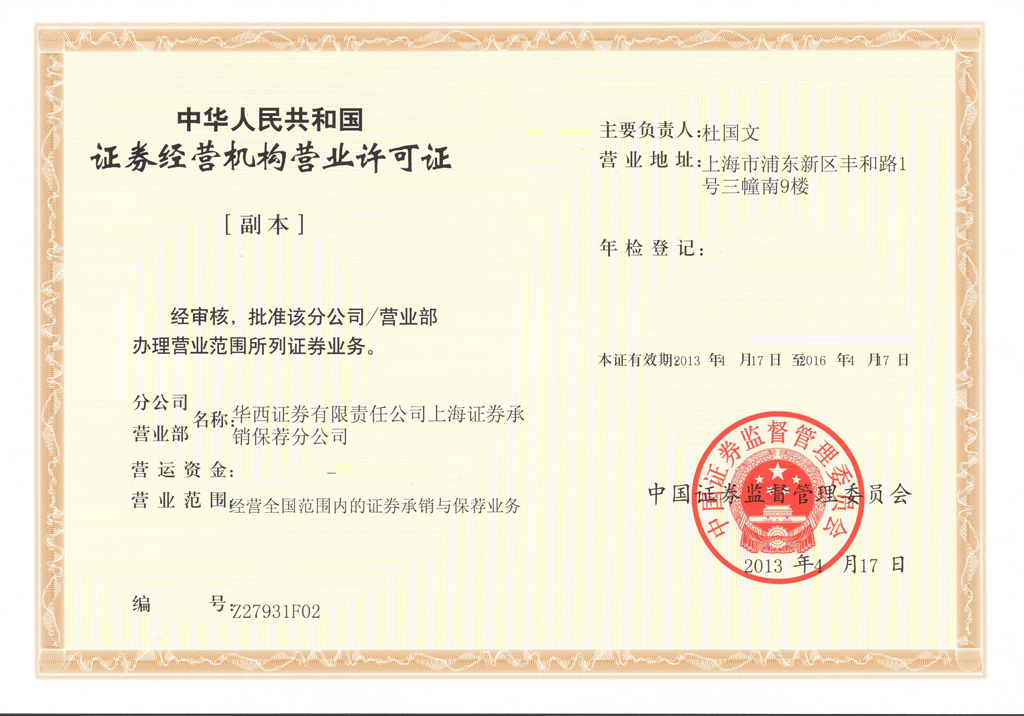 中华人民共和国
证券经营机构营业许可证
[副本]
经审核，批准该分公司/营业部
办理营业范围所列证券业务。
分公司
营业部
名称:华西证券有限责任公司上海证券承
销保荐分公司
营运资金: –
营业范围:经营全国范围内的证券承销与保荐业务
编 号:Z27931F02
主要负责人:杜国文
营业地址:上海市浦东新区丰和路1
号三幢南9楼
年检登记:
本证有效期:2013 年4 月17日 至2016 年4 月17日
中国证券监督管理委员会
中国证券监督管理委员会
2013 年4 月17 日